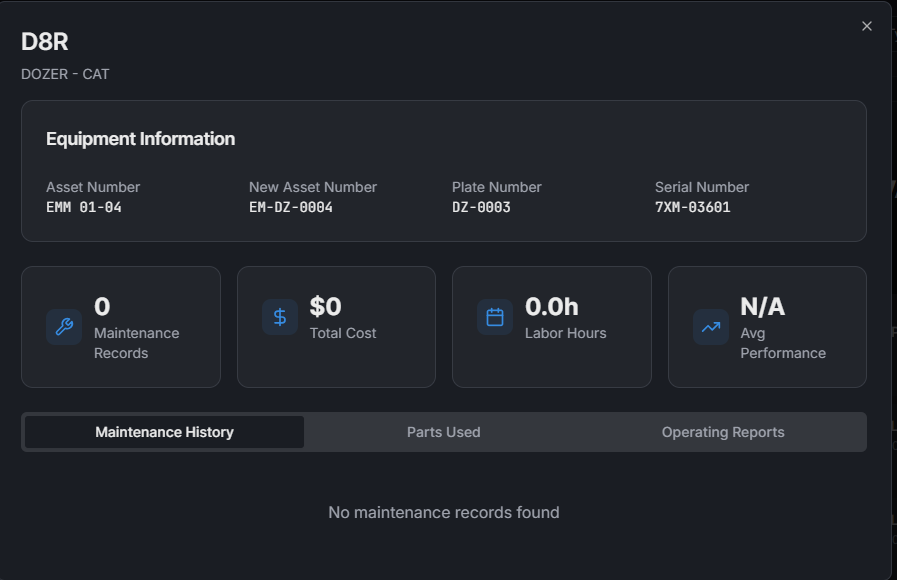 D8R
DOZER - CAT
Equipment Information
Asset Number
EMM 01-04
New Asset Number
EM-DZ-0004
Plate Number
DZ-0003
Serial Number
7XM-03601
0
Maintenance
Records
$0
Total Cost
0.0h
Labor Hours
N/A
Avg
Performance
Maintenance History
Parts Used
Operating Reports
No maintenance records found